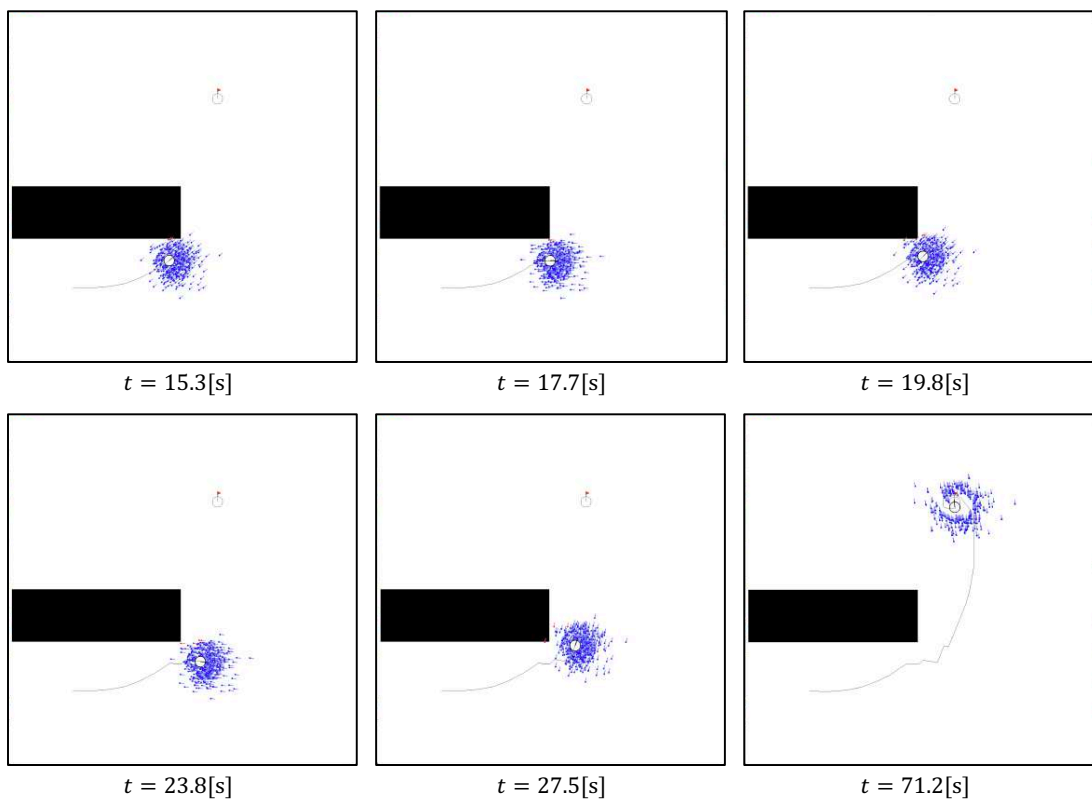 t = 15.3[s]
t = 17.7[s]
t = 19.8[s]
t = 23.8[s]
t = 27.5[s]
t = 71.2[s]